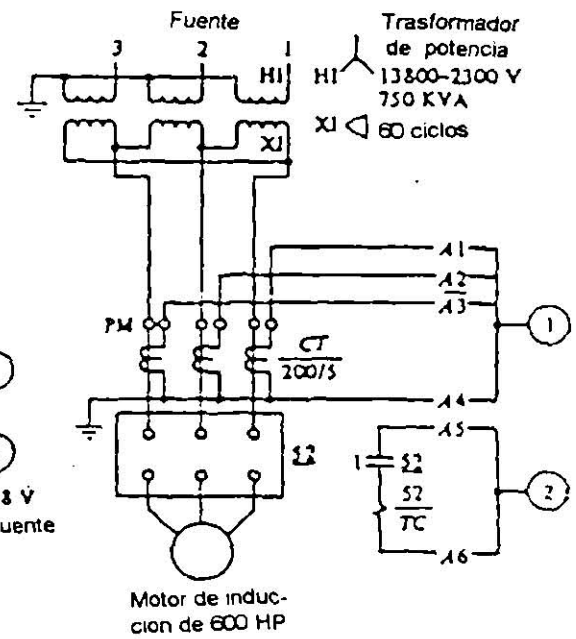 Fuente
Trasformador
de potencia
3 2 1
H1 H1 13800-2300 V
750 KVA
X1 X1 60 ciclos
A1
A2
A3
PM
1
CT
200/5
A4
52
A5
1 52
2
52
TC
8 V
uente
A6
Motor de induc-
cion de 600 HP